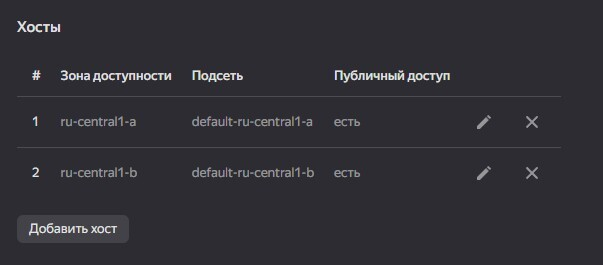 Хосты
# Зона доступности Подсеть Публичный доступ
1 ru-central1-a default-ru-central1-a есть
2 ru-central1-b default-ru-central1-b есть
Добавить хост